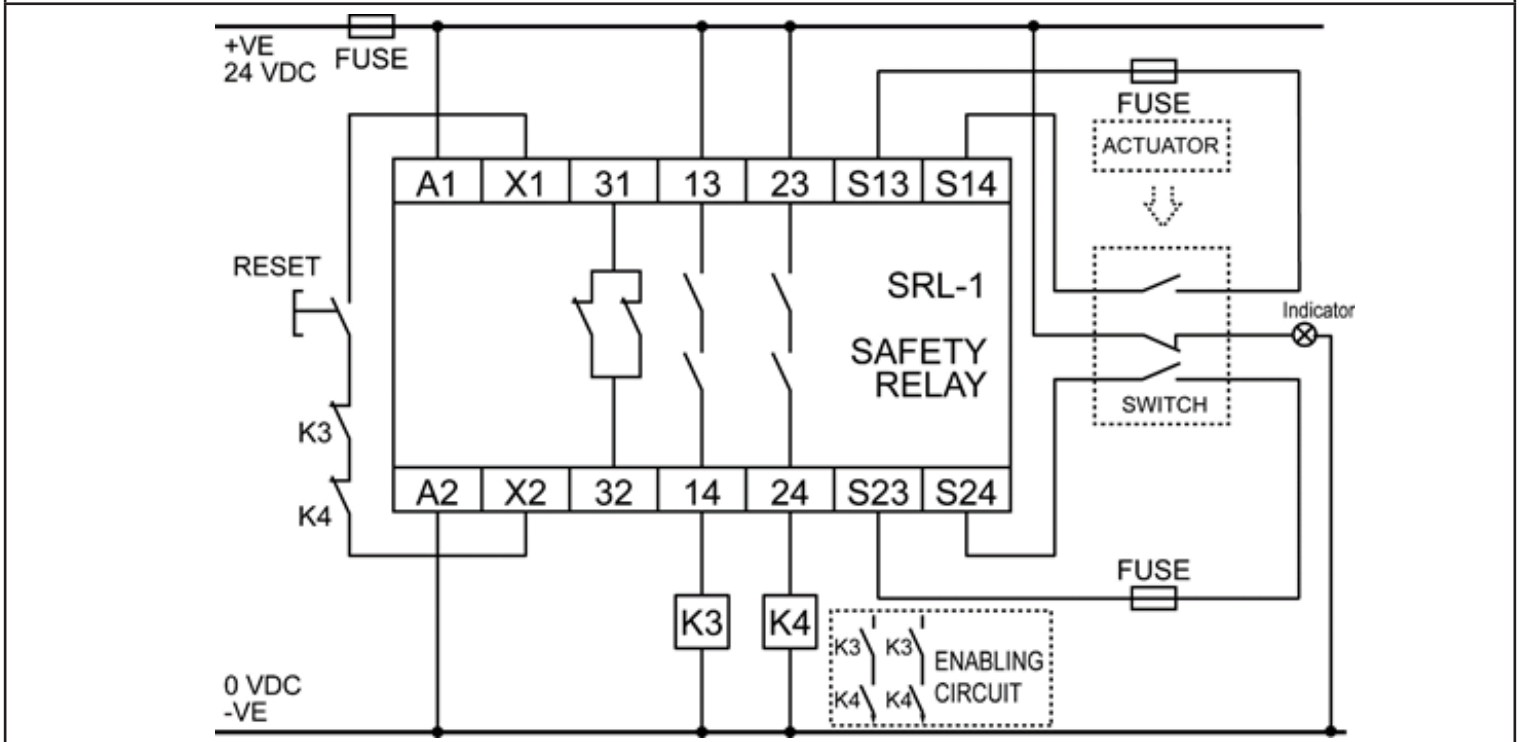 +VE
24 VDC
FUSE
FUSE
ACTUATOR
A1 X1 31 13 23 S13 S14
RESET
SRL-1
SAFETY
RELAY
Indicator
SWITCH
K3
K4
A2 X2 32 14 24 S23 S24
FUSE
K3 K4
K3 K3
K4 K4
ENABLING
CIRCUIT
0 VDC
-VE